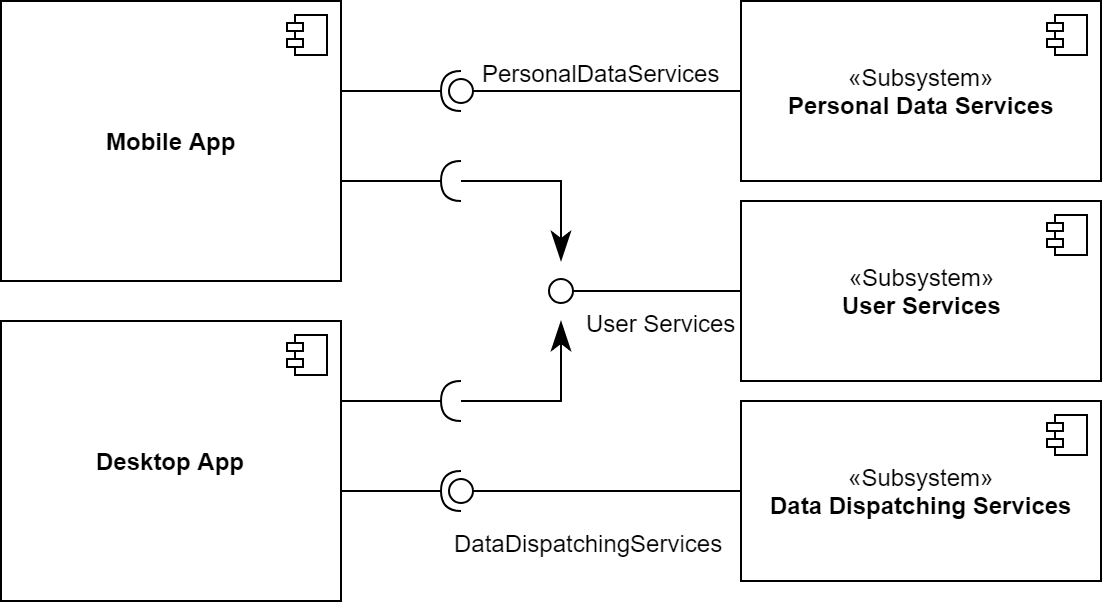 PersonalDataServices
«Subsystem»
Personal Data Services
Mobile App
«Subsystem»
User Services
User Services
Desktop App
«Subsystem»
Data Dispatching Services
DataDispatchingServices